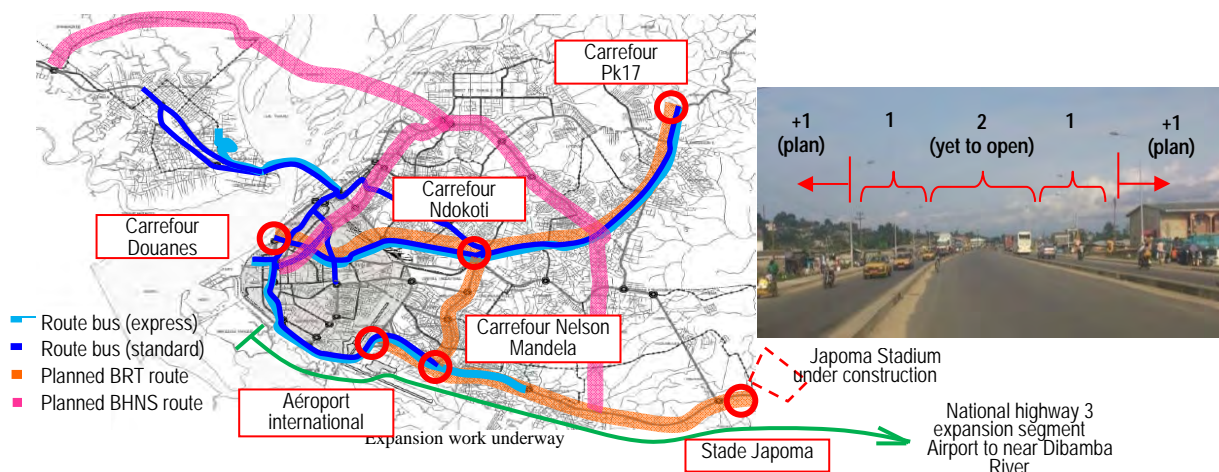 Carrefour
Pk17
Carrefour
Ndokoti
Carrefour
Douanes
Carrefour Nelson
Mandela
Aéroport
international
Stade Japoma
Route bus (express)
Route bus (standard)
Planned BRT route
Planned BHNS route
Expansion work underway
+1
(plan)
1
2
(yet to open)
1
+1
(plan)
Japoma Stadium
under construction
National highway 3
expansion segment
Airport to near Dibamba
River